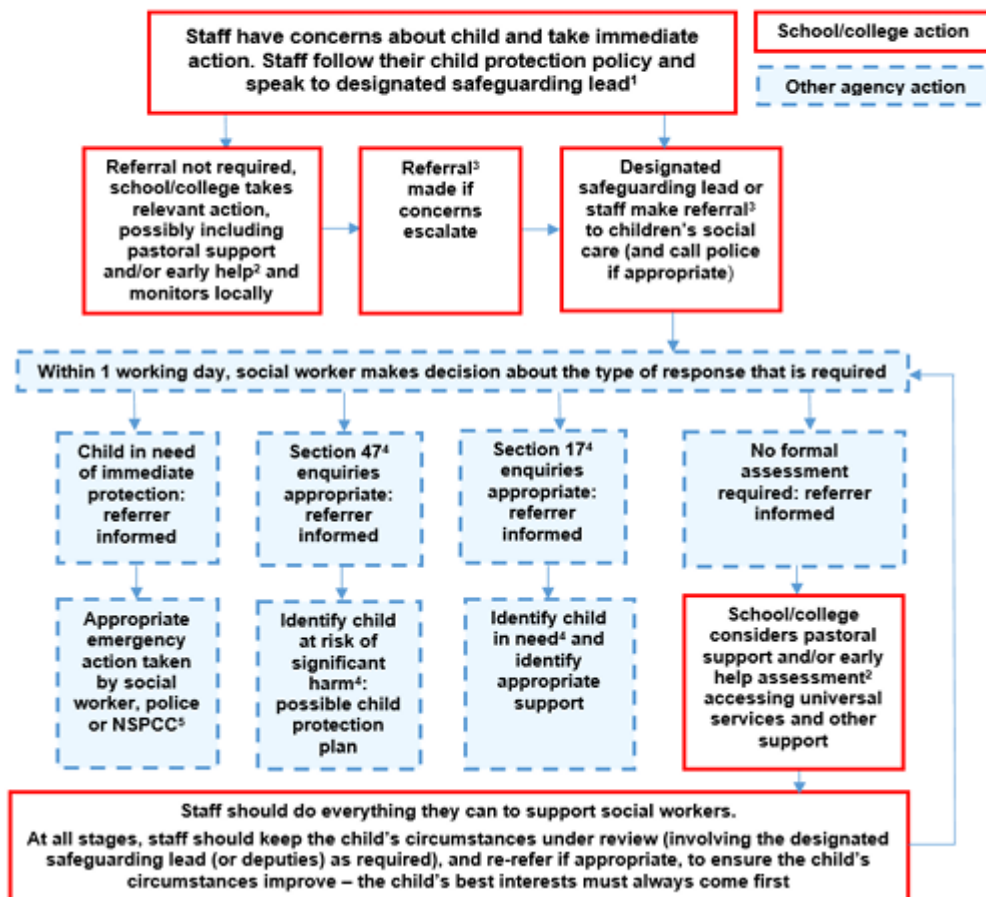 Staff have concerns about child and take immediate
action. Staff follow their child protection policy and
speak to designated safeguarding lead¹
School/college action
Other agency action
Referral not required,
school/college takes
relevant action,
possibly including
pastoral support
and/or early help² and
monitors locally
Referral³
made if
concerns
escalate
Designated
safeguarding lead or
staff make referral³
to children's social
care (and call police
if appropriate)
Within 1 working day, social worker makes decision about the type of response that is required
Child in need
of immediate
protection:
referrer
informed
Section 47⁴
enquiries
appropriate:
referrer
informed
Section 17⁴
enquiries
appropriate:
referrer
informed
No formal
assessment
required: referrer
informed
Appropriate
emergency
action taken
by social
worker, police
or NSPCC⁵
Identify child
at risk of
significant
harm⁴:
possible child
protection
plan
Identify child
in need⁴ and
identify
appropriate
support
School/college
considers pastoral
support and/or early
help assessment²
accessing universal
services and other
support
Staff should do everything they can to support social workers.
At all stages, staff should keep the child's circumstances under review (involving the designated
safeguarding lead (or deputies) as required), and re-refer if appropriate, to ensure the child's
circumstances improve – the child's best interests must always come first